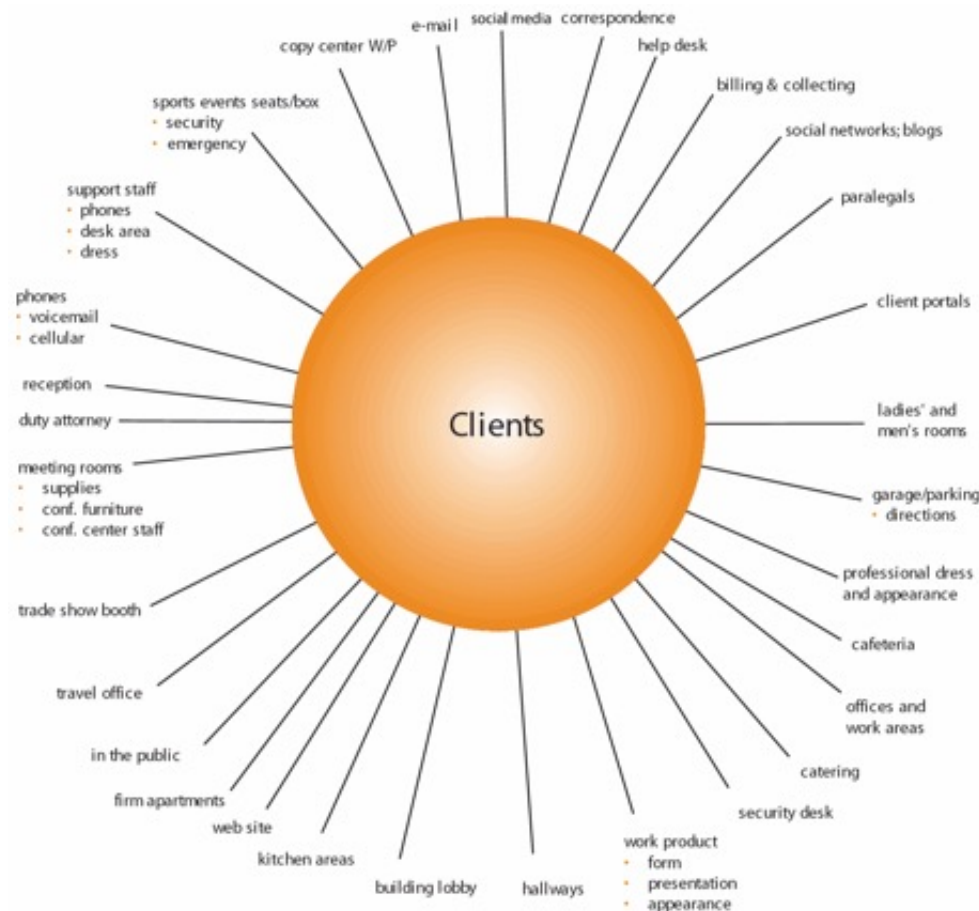 social media
correspondence
help desk
billing & collecting
social networks; blogs
paralegals
client portals
ladies' and
men's rooms
garage/parking
• directions
professional dress
and appearance
cafeteria
offices and
work areas
catering
security desk
work product
• form
• presentation
• appearance
hallways
building lobby
kitchen areas
web site
firm apartments
in the public
travel office
trade show booth
meeting rooms
• supplies
• conf. furniture
• conf. center staff
duty attorney
reception
phones
• voicemail
• cellular
support staff
• phones
• desk area
• dress
sports events seats/box
• security
• emergency
copy center W/P
e-mail
Clients